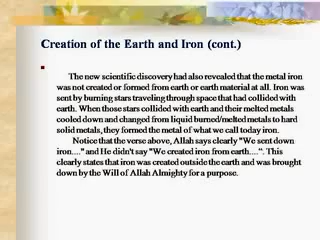 Creation of the Earth and Iron (cont.)
The new scientific discovery had also revealed that the metal iron
was not created or formed from earth or earth material at all. Iron was
sent by burning stars traveling through space that had collided with
earth. When those stars collided with earth and their melted metals
cooled down and changed from liquid burned/melted metals to hard
solid metals, they formed the metal of what we call today iron.
Notice that the verse above, Allah says clearly "We sent down
iron...." and He didn't say "We created iron from earth....". This
clearly states that iron was created outside the earth and was brought
down by the Will of Allah Almighty for a purpose.